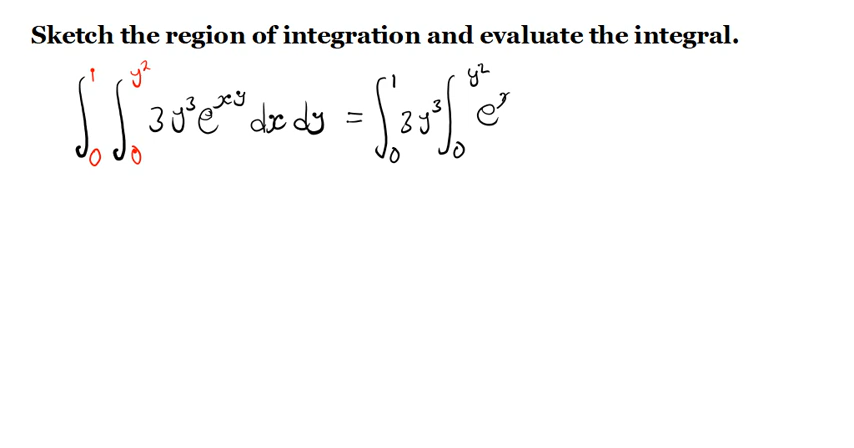 Sketch the region of integration and evaluate the integral.
∫₀¹ ∫₀^{y²} 3y³e^{xy} dx dy = ∫₀¹ 3y³ ∫₀^{y²} e^x